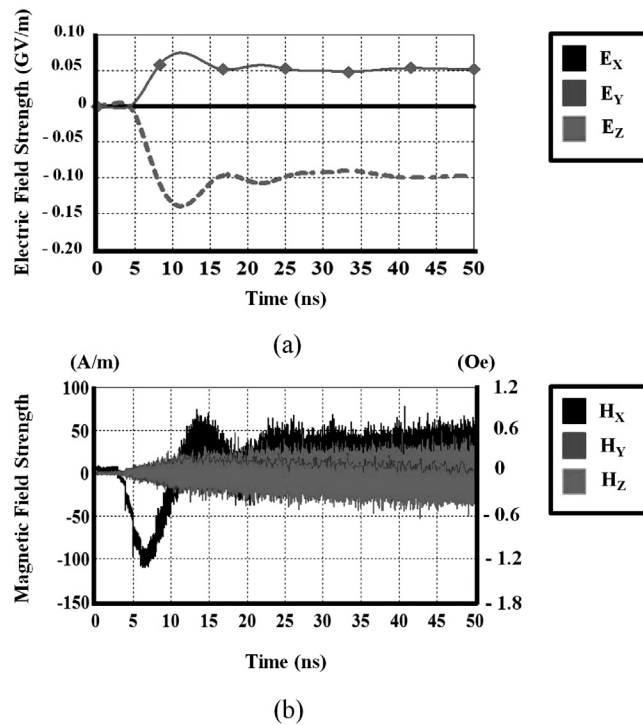 0.10
0.05
0
- 0.05
- 0.10
- 0.15
- 0.20
Electric Field Strength (GV/m)
0 5 10 15 20 25 30 35 40 45 50
Time (ns)
E_X
E_Y
E_Z
(a)
(A/m) (Oe)
100
50
0
-50
-100
-150
Magnetic Field Strength
1.2
0.6
0
- 0.6
- 1.2
- 1.8
0 5 10 15 20 25 30 35 40 45 50
Time (ns)
H_X
H_Y
H_Z
(b)